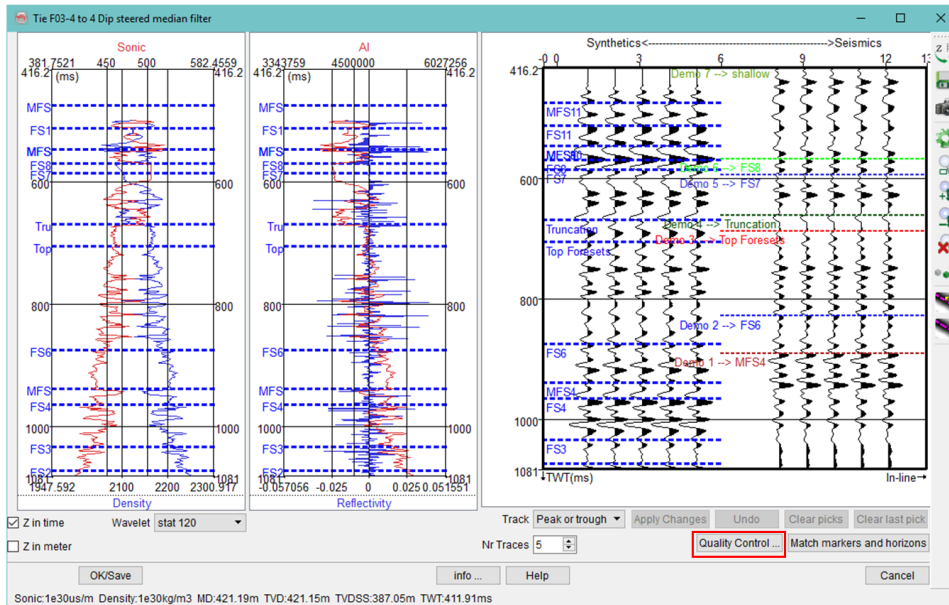 Tie F03-4 to 4 Dip steered median filter
Sonic
381.7521 450 500 582.4559
416.2 (ms) 416.2
MFS
FS1
MFS
FS8
FS7
600 600
Tru
Top
800 800
FS6
MFS
FS4
1000 1000
FS3
FS2
1081 1081
1947.592 2100 2200 2300.917
Density
AI
3343759 4500000 6027256
416.2 (ms) 416.2
MFS
FS1
MFS
FS8
FS7
600 600
Tru
Top
800 800
FS6
MFS
FS4
1000 1000
FS3
FS2
1081 1081
-0.057056 -0.025 0 0.025 0.051551
Reflectivity
Synthetics<------------------------------>Seismics
-0 0 3 6 9 12
416.2
Demo 7 --> shallow
MFS11
FS11
FS8
Demo 6 --> FS8
FS7
Demo 5 --> FS7
600
Demo 4 --> Truncation
Truncation
Demo 3 --> Top Foresets
Top Foresets
800
Demo 2 --> FS6
FS6
Demo 1 --> MFS4
MFS4
FS4
1000
FS3
1081
TWT(ms) In-line
Z in time Wavelet stat 120
Z in meter
Track Peak or trough Apply Changes Undo Clear picks Clear last pick
Nr Traces 5 Quality Control ... Match markers and horizons
OK/Save info ... Help Cancel
Sonic:1e30us/m Density:1e30kg/m3 MD:421.19m TVD:421.15m TVDSS:387.05m TWT:411.91ms